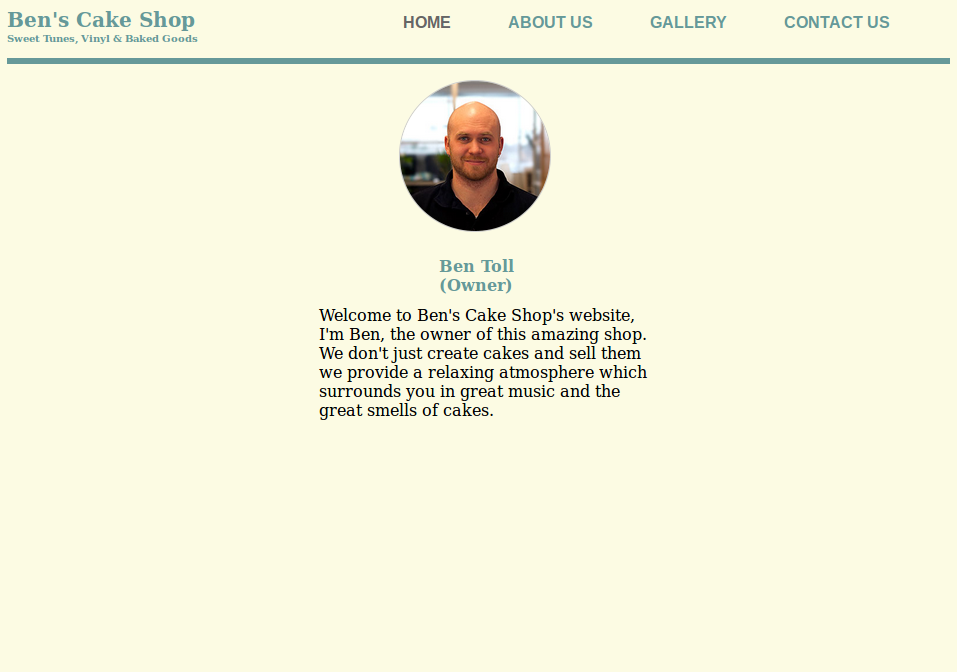 Ben's Cake Shop
Sweet Tunes, Vinyl & Baked Goods
HOME ABOUT US GALLERY CONTACT US
Ben Toll
(Owner)
Welcome to Ben's Cake Shop's website,
I'm Ben, the owner of this amazing shop.
We don't just create cakes and sell them
we provide a relaxing atmosphere which
surrounds you in great music and the
great smells of cakes.